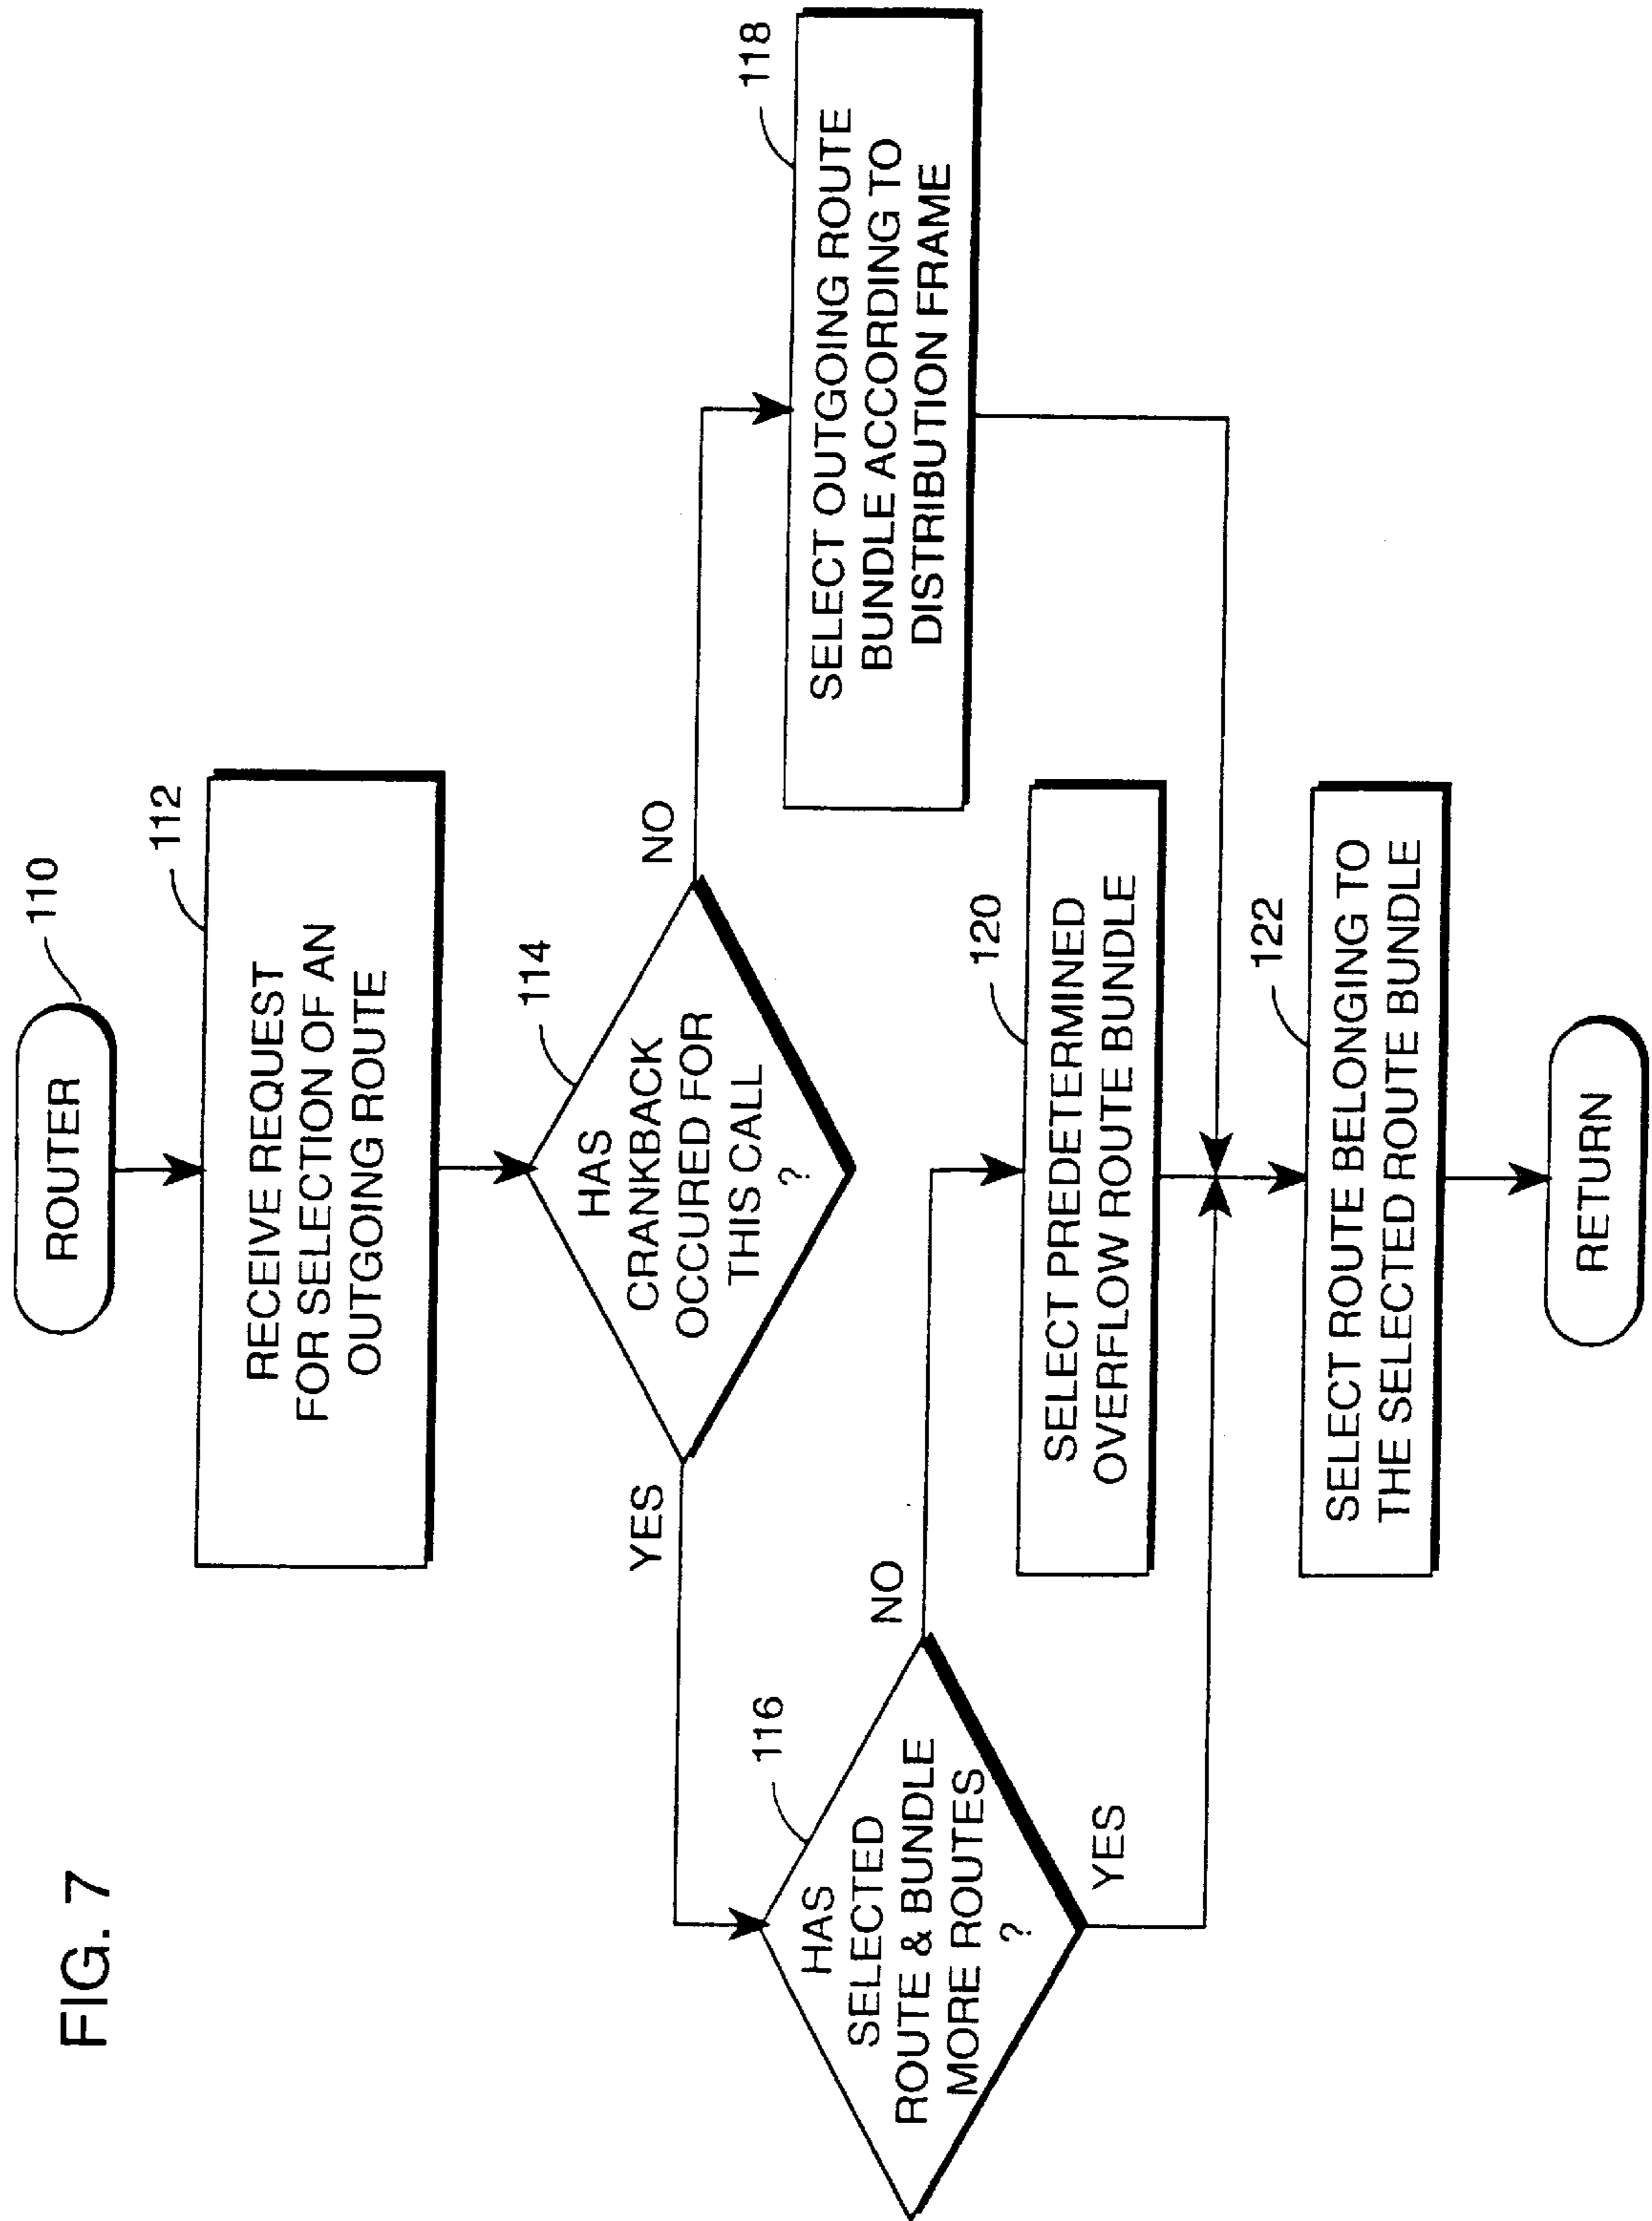 FIG. 7
ROUTER
110
112
RECEIVE REQUEST
FOR SELECTION OF AN
OUTGOING ROUTE
114
HAS
CRANKBACK
OCCURED FOR
THIS CALL
?
YES
NO
116
HAS
SELECTED
ROUTE & BUNDLE
MORE ROUTES
?
NO
YES
118
SELECT OUTGOING ROUTE
BUNDLE ACCORDING TO
DISTRIBUTION FRAME
120
SELECT PREDETERMINED
OVERFLOW ROUTE BUNDLE
122
SELECT ROUTE BELONGING TO
THE SELECTED ROUTE BUNDLE
RETURN